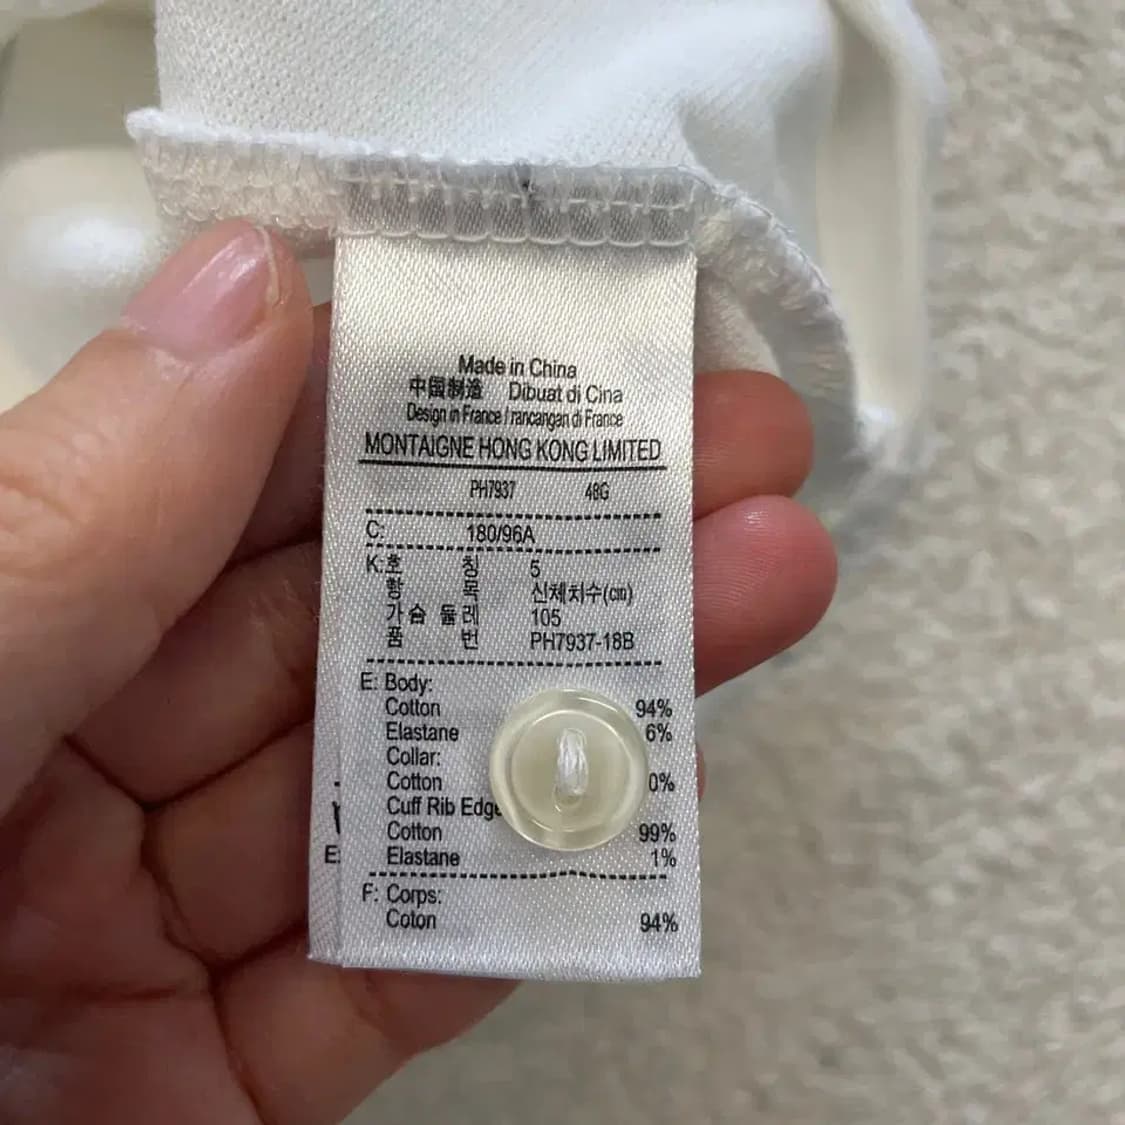 Made in China
中国制造 Dibuat di Cina
Design in France / rancangan di France
MONTAIGNE HONG KONG LIMITED
PH7937 48G
C: 180/96A
K:호 칭 5
항 목 신체치수(cm)
가슴 둘레 105
품 번 PH7937-18B
E: Body:
Cotton 94%
Elastane 6%
Collar:
Cotton 0%
Cuff Rib Edge
Cotton 99%
Elastane 1%
F: Corps:
Coton 94%
E: